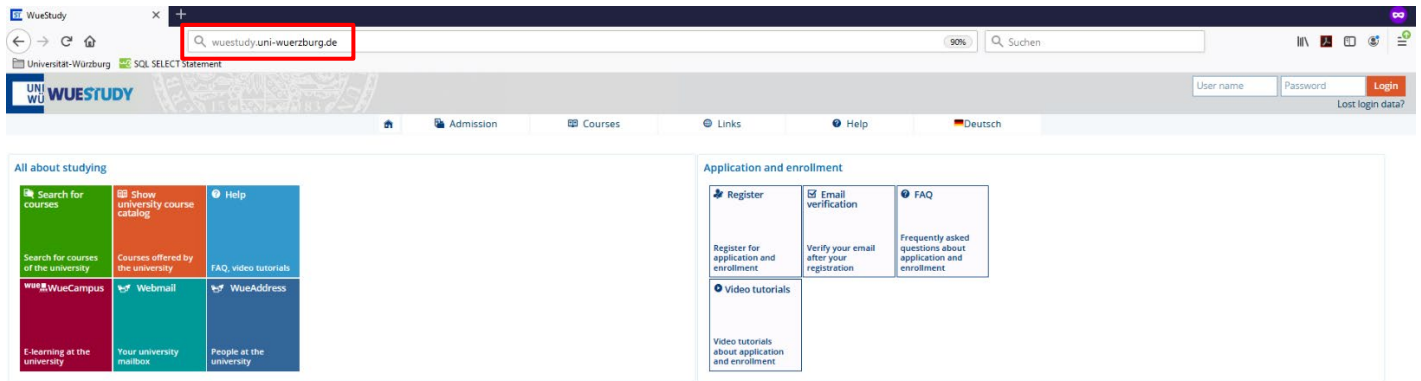 WueStudy
wuestudy.uni-wuerzburg.de
90%
Suchen
Universität-Würzburg
SQL SELECT Statement
UNI
WÜ WUESTUDY
User name
Password
Login
Lost login data?
Admission
Courses
Links
Help
Deutsch
All about studying
Search for
courses
Search for courses
of the university
Show
university course
catalog
Courses offered by
the university
Help
FAQ, video tutorials
wue WueCampus
E-learning at the
university
Webmail
Your university
mailbox
WueAddress
People at the
university
Application and enrollment
Register
Register for
application and
enrollment
Email
verification
Verify your email
after your
registration
FAQ
Frequently asked
questions about
application and
enrollment
Video tutorials
Video tutorials
about application
and enrollment